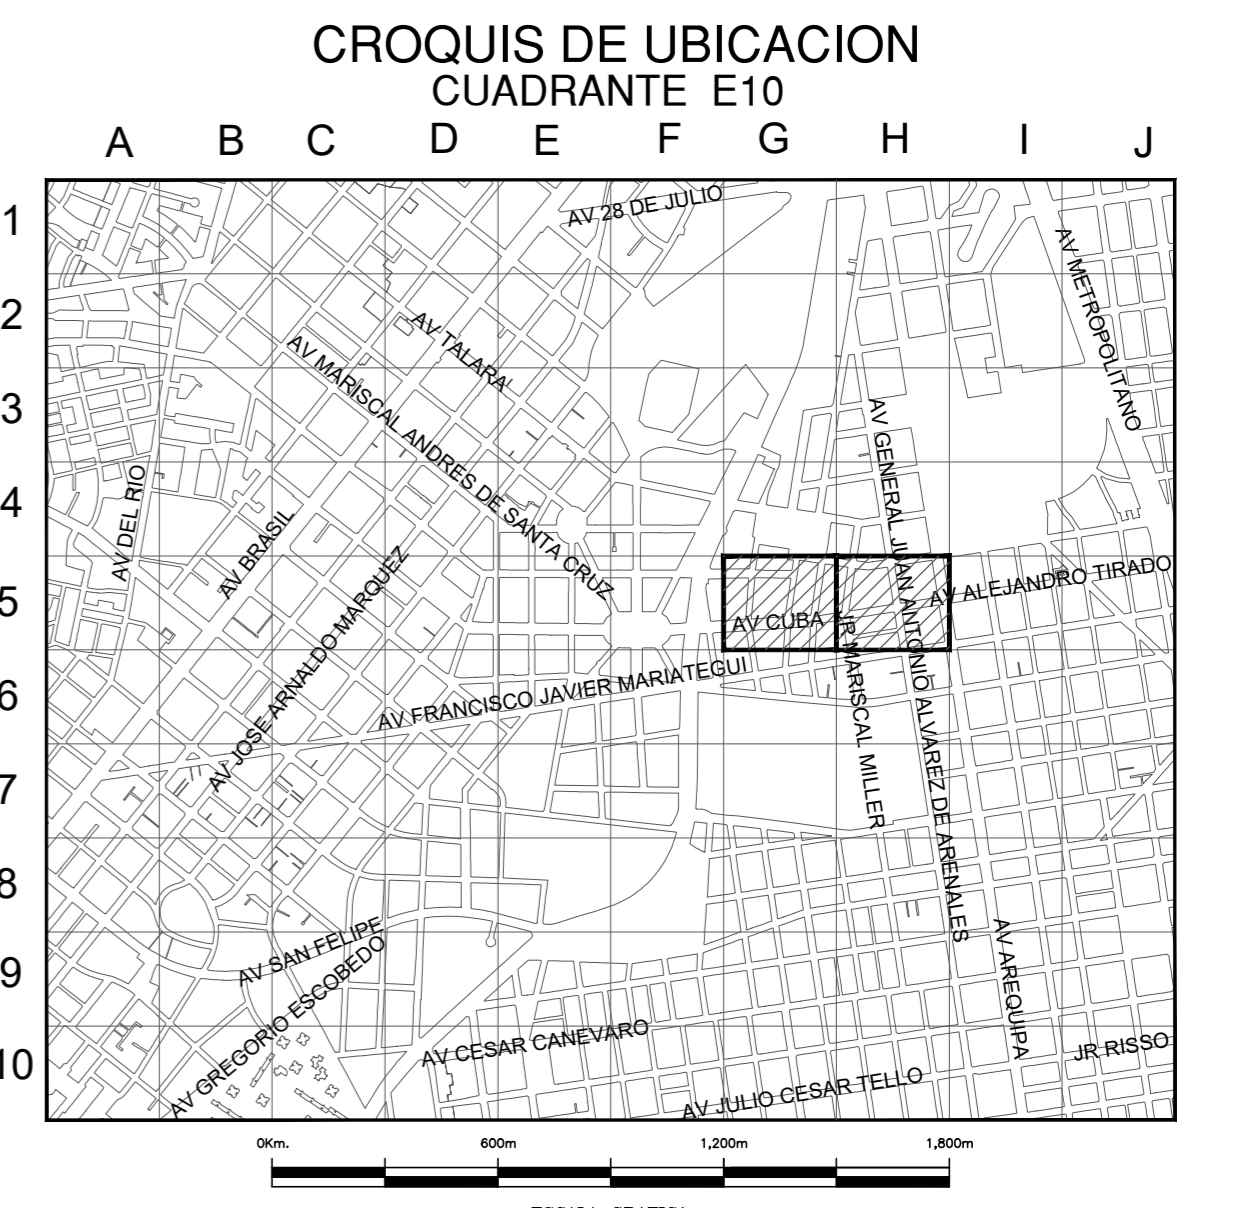 CROQUIS DE UBICACION
CUADRANTE E10
A B C D E F G H I J
1
2
3
4
5
6
7
8
9
10
AV 28 DE JULIO
AV METROPOLITANO
AV TALARA
AV MARISCAL ANDRES DE SANTA CRUZ
AV GENERAL JUAN ANTONIO ALVAREZ DE ARENALES
AV DEL RIO
AV BRASIL
AV JOSE ARNALDO MARQUEZ
AV ALEJANDRO TIRADO
AV CUBA
JR MARISCAL MILLER
AV FRANCISCO JAVIER MARIATEGUI
AV SAN FELIPE
AV GREGORIO ESCOBEDO
AV AREQUIPA
AV CESAR CANEVARO
JR RISSO
AV JULIO CESAR TELLO
0Km. 600m 1,200m 1,800m